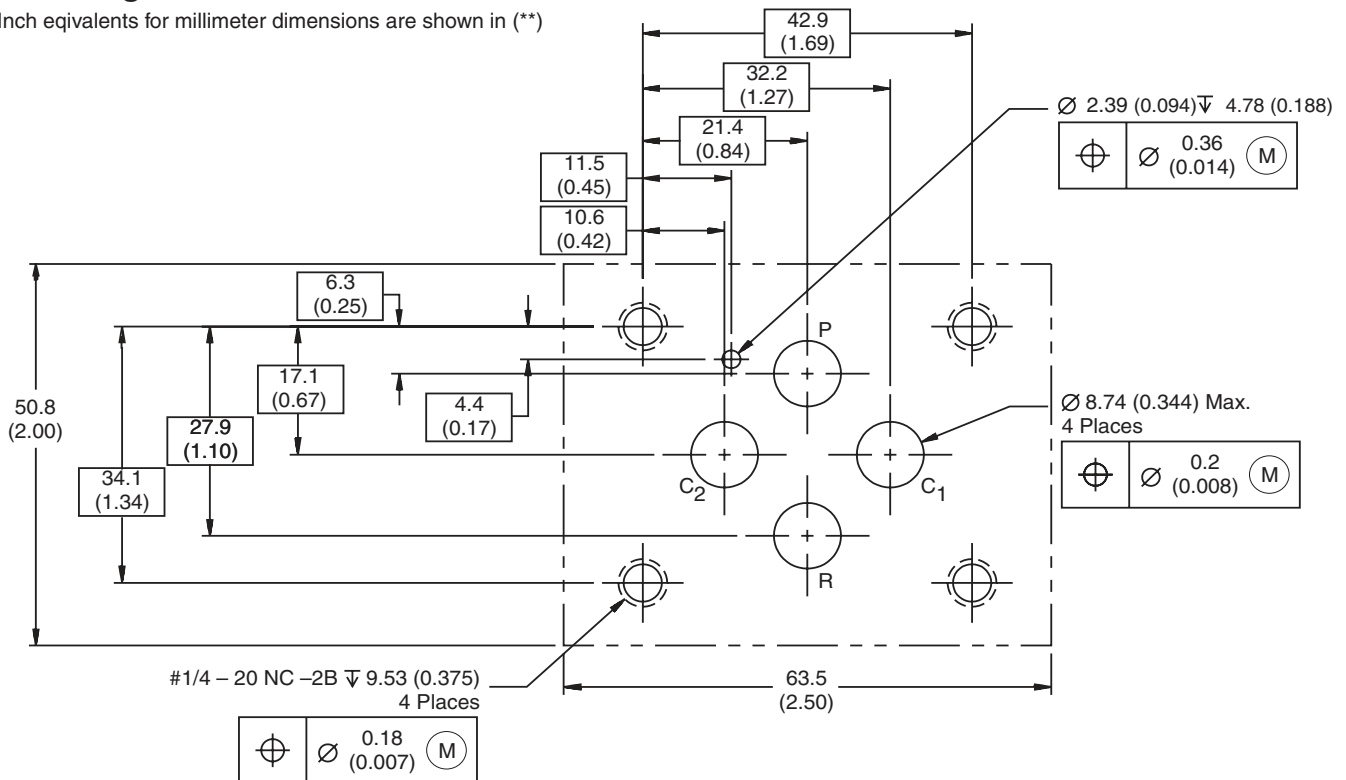 Inch eqivalents for millimeter dimensions are shown in (**)
42.9
(1.69)
32.2
(1.27)
21.4
(0.84)
11.5
(0.45)
10.6
(0.42)
⌀ 2.39 (0.094)↧ 4.78 (0.188)
⌖ ⌀ 0.36 (0.014) Ⓜ
6.3
(0.25)
P
17.1
(0.67)
4.4
(0.17)
50.8
(2.00)
27.9
(1.10)
34.1
(1.34)
C2
C1
⌀ 8.74 (0.344) Max.
4 Places
⌖ ⌀ 0.2 (0.008) Ⓜ
R
#1/4 – 20 NC –2B ↧ 9.53 (0.375)
4 Places
⌖ ⌀ 0.18 (0.007) Ⓜ
63.5
(2.50)